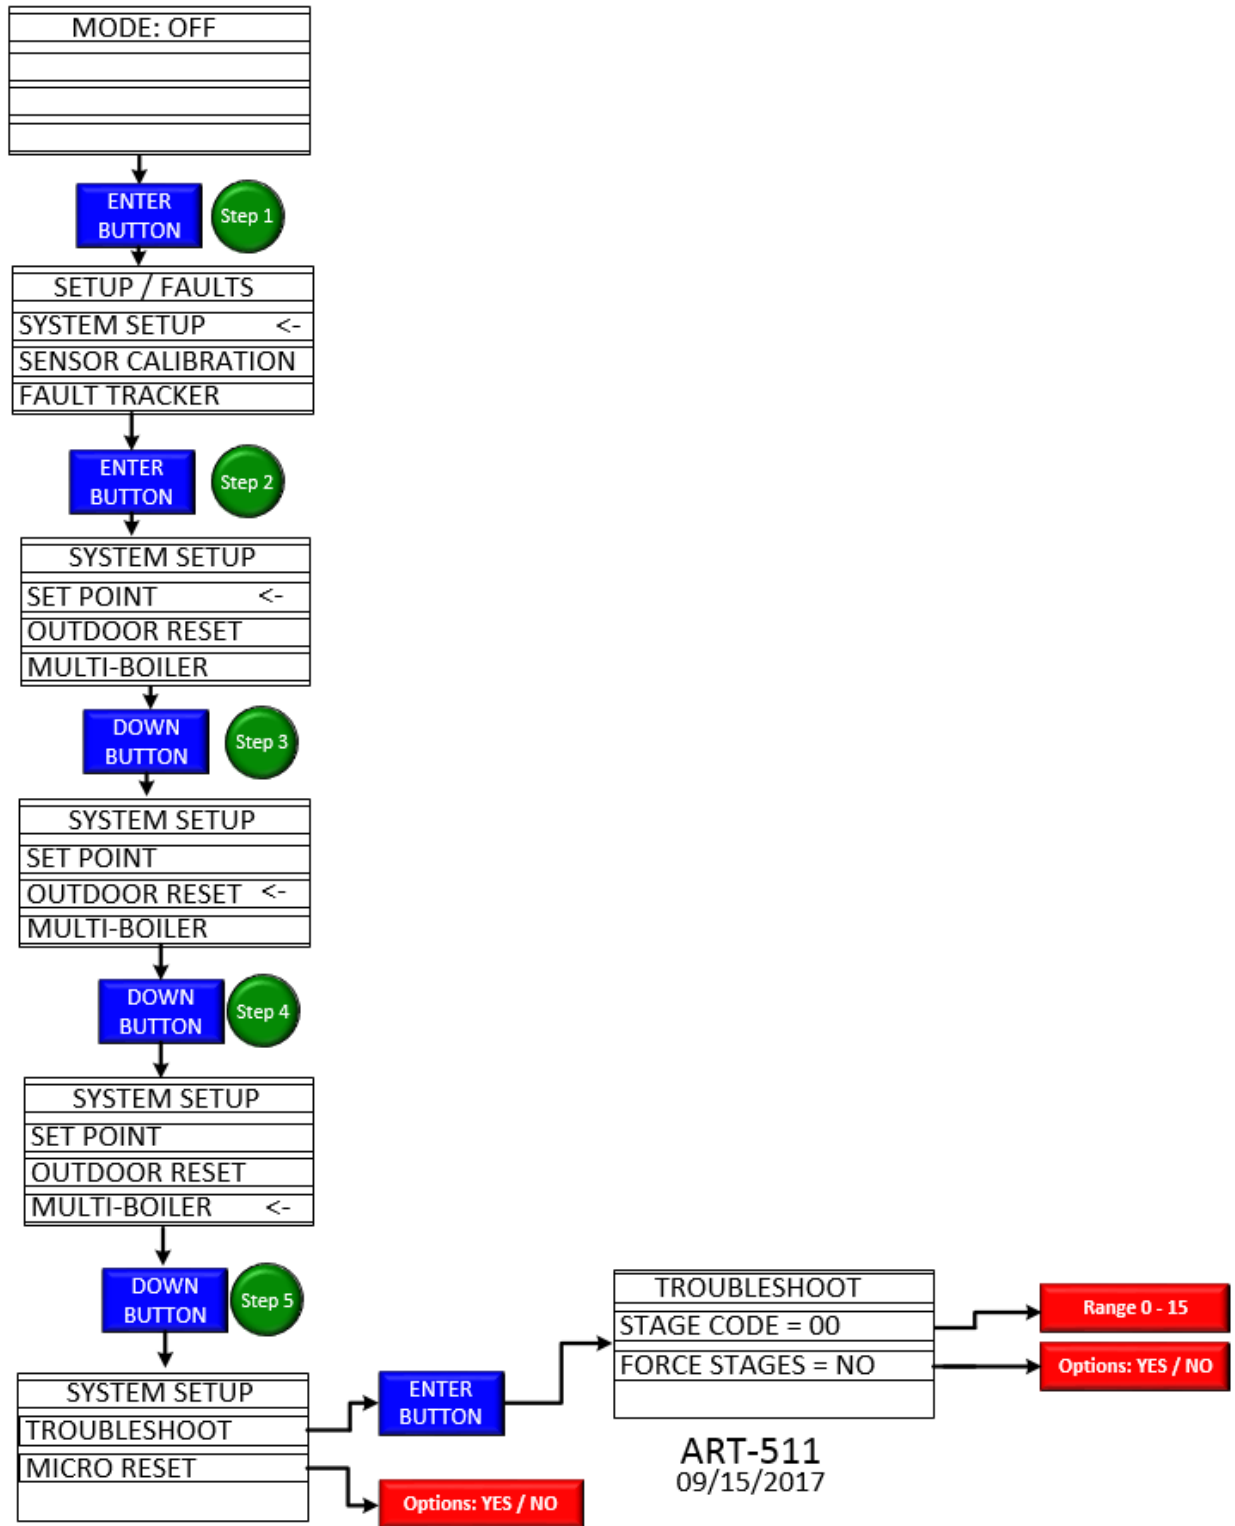 MODE: OFF
ENTER
BUTTON
Step 1
SETUP / FAULTS
SYSTEM SETUP <-
SENSOR CALIBRATION
FAULT TRACKER
ENTER
BUTTON
Step 2
SYSTEM SETUP
SET POINT <-
OUTDOOR RESET
MULTI-BOILER
DOWN
BUTTON
Step 3
SYSTEM SETUP
SET POINT
OUTDOOR RESET <-
MULTI-BOILER
DOWN
BUTTON
Step 4
SYSTEM SETUP
SET POINT
OUTDOOR RESET
MULTI-BOILER <-
DOWN
BUTTON
Step 5
SYSTEM SETUP
TROUBLESHOOT
MICRO RESET
ENTER
BUTTON
Options: YES / NO
TROUBLESHOOT
STAGE CODE = 00
FORCE STAGES = NO
Range 0 - 15
Options: YES / NO
ART-511
09/15/2017